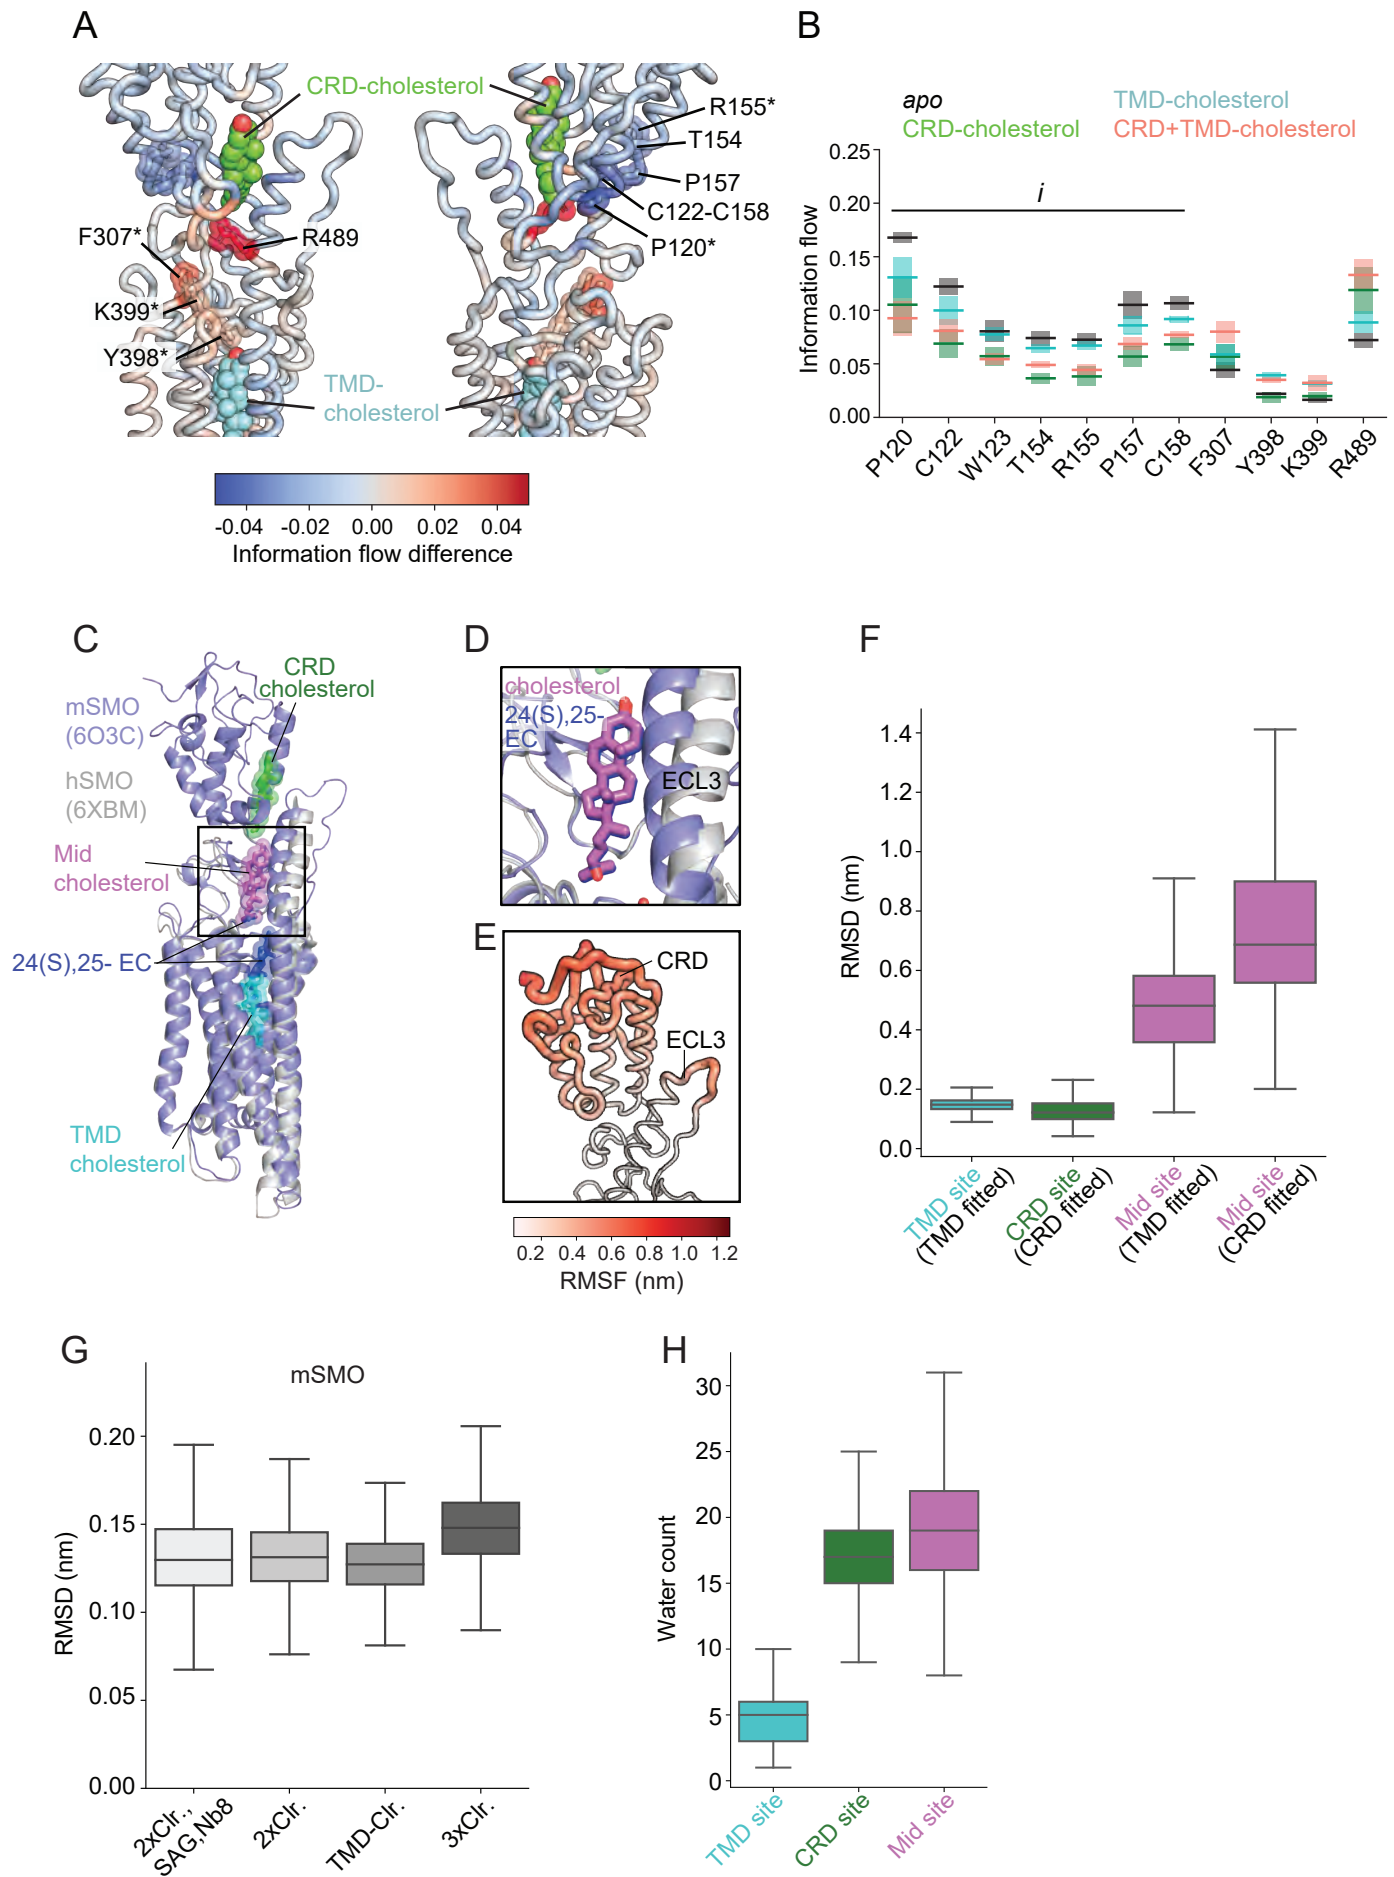 A
CRD-cholesterol
F307*
K399*
Y398*
R489
TMD-
cholesterol
R155*
T154
P157
C122-C158
P120*
-0.04 -0.02 0.00 0.02 0.04
Information flow difference
B
apo
CRD-cholesterol
TMD-cholesterol
CRD+TMD-cholesterol
Information flow
0.25
0.20
0.15
0.10
0.05
0.00
i
P120 C122 W123 T154 R155 P157 C158 F307 Y398 K399 R489
C
CRD
cholesterol
mSMO
(6O3C)
hSMO
(6XBM)
Mid
cholesterol
24(S),25- EC
TMD
cholesterol
D
cholesterol
24(S),25-
EC
ECL3
E
CRD
ECL3
0.2 0.4 0.6 0.8 1.0 1.2
RMSF (nm)
F
RMSD (nm)
1.4
1.2
1.0
0.8
0.6
0.4
0.2
0.0
TMD site
(TMD fitted)
CRD site
(CRD fitted)
Mid site
(TMD fitted)
Mid site
(CRD fitted)
G
mSMO
RMSD (nm)
0.20
0.15
0.10
0.05
0.00
2xClr.,
SAG,Nb8
2xClr.
TMD-Clr.
3xClr.
H
Water count
30
25
20
15
10
5
0
TMD site
CRD site
Mid site